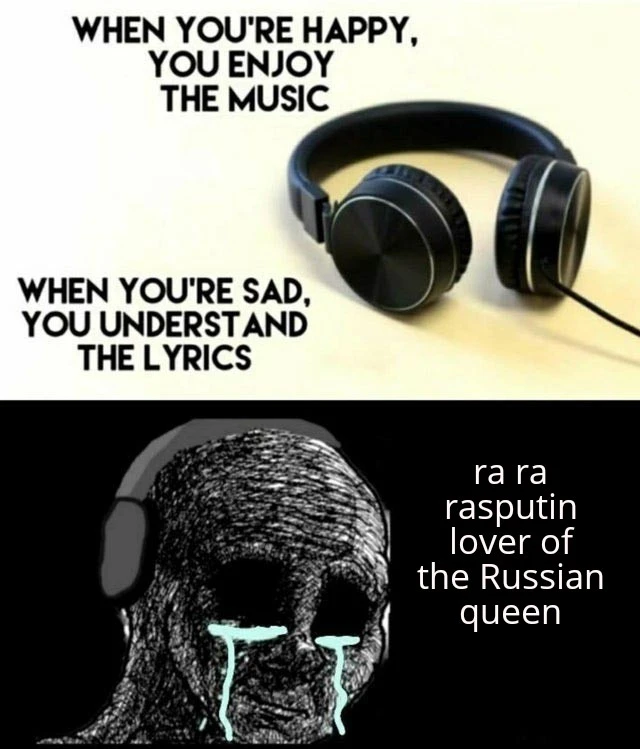 WHEN YOU'RE HAPPY,
YOU ENJOY
THE MUSIC
WHEN YOU'RE SAD,
YOU UNDERSTAND
THE LYRICS
ra ra
rasputin
lover of
the Russian
queen